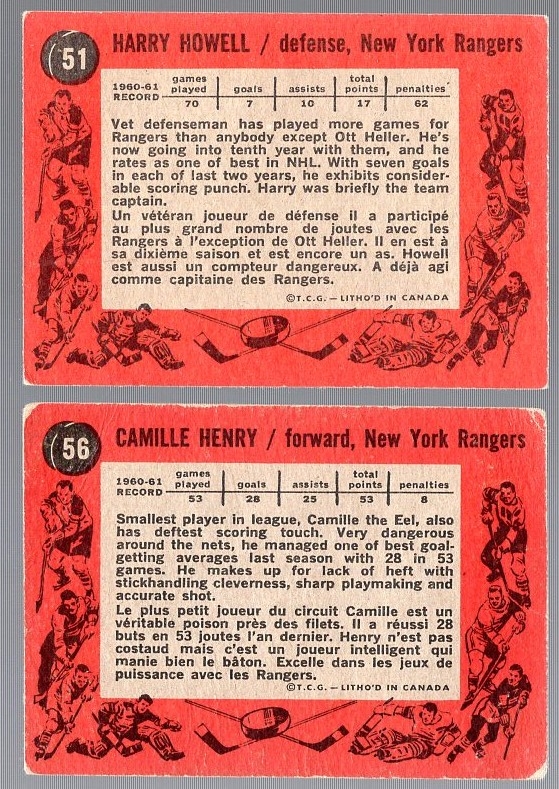 51
HARRY HOWELL / defense, New York Rangers
1960-61 RECORD
games played goals assists total points penalties
70 7 10 17 62
Vet defenseman has played more games for
Rangers than anybody except Ott Heller. He's
now going into tenth year with them, and he
rates as one of best in NHL. With seven goals
in each of last two years, he exhibits consider-
able scoring punch. Harry was briefly the team
captain.
Un vétéran joueur de défense il a participé
au plus grand nombre de joutes avec les
Rangers à l'exception de Ott Heller. Il en est à
sa dixième saison et est encore un as. Howell
est aussi un compteur dangereux. A déjà agi
comme capitaine des Rangers.
©T.C.G. — LITHO'D IN CANADA
56
CAMILLE HENRY / forward, New York Rangers
1960-61 RECORD
games played goals assists total points penalties
53 28 25 53 8
Smallest player in league, Camille the Eel, also
has deftest scoring touch. Very dangerous
around the nets, he managed one of best goal-
getting averages last season with 28 in 53
games. He makes up for lack of heft with
stickhandling cleverness, sharp playmaking and
accurate shot.
Le plus petit joueur du circuit Camille est un
véritable poison près des filets. Il a réussi 28
buts en 53 joutes l'an dernier. Henry n'est pas
costaud mais c'est un joueur intelligent qui
manie bien le bâton. Excelle dans les jeux de
puissance avec les Rangers.
©T.C.G. — LITHO'D IN CANADA